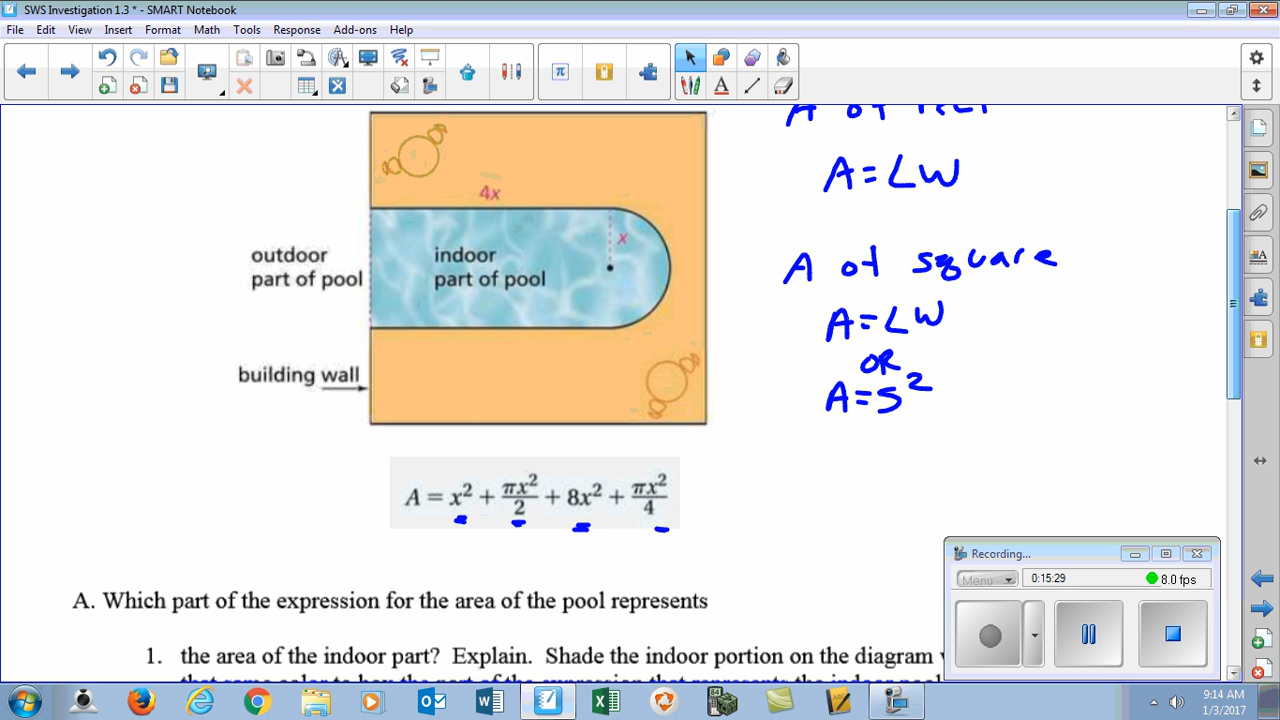 SWS Investigation 1.3 * - SMART Notebook
File Edit View Insert Format Math Tools Response Add-ons Help
A of
A=LW
4x
x
outdoor
part of pool
indoor
part of pool
A of square
A=LW
OR
A=S²
building wall
A = x² + πx²/2 + 8x² + πx²/4
Recording...
Menu
0:15:29
8.0 fps
A. Which part of the expression for the area of the pool represents
1. the area of the indoor part? Explain. Shade the indoor portion on the diagram
9:14 AM
1/3/2017